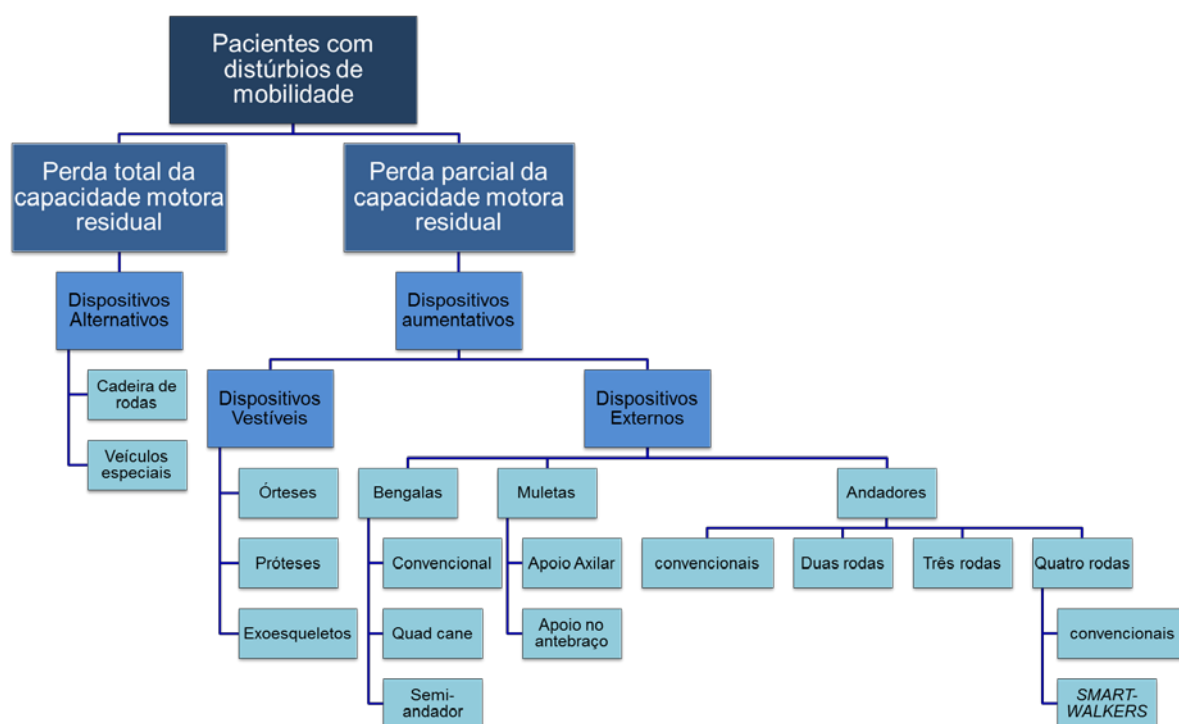 Pacientes com
distúrbios de
mobilidade
Perda total da
capacidade motora
residual
Perda parcial da
capacidade motora
residual
Dispositivos
Alternativos
Dispositivos
aumentativos
Cadeira de
rodas
Veículos
especiais
Dispositivos
Vestíveis
Dispositivos
Externos
Órteses
Próteses
Exoesqueletos
Bengalas
Convencional
Quad cane
Semi-
andador
Muletas
Apoio Axilar
Apoio no
antebraço
Andadores
convencionais
Duas rodas
Três rodas
Quatro rodas
convencionais
SMART-
WALKERS